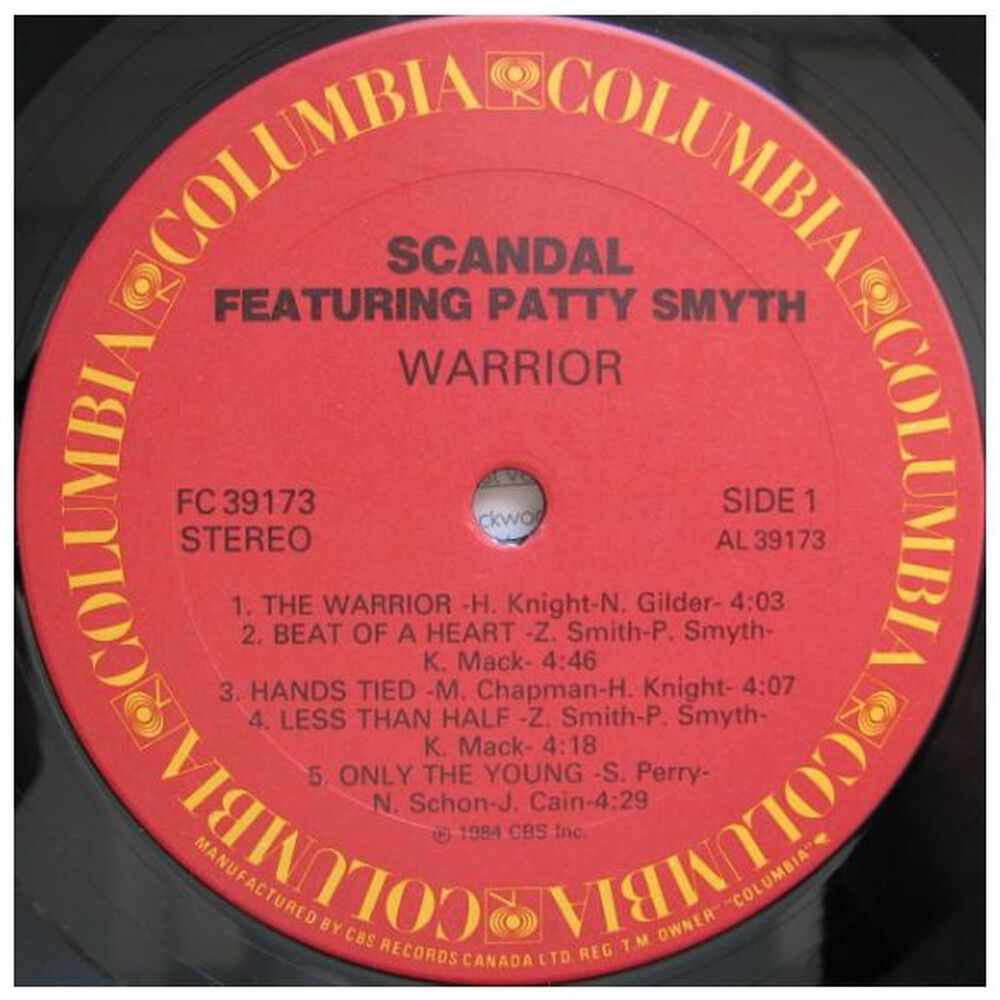 COLUMBIA COLUMBIA COLUMBIA COLUMBIA COLUMBIA COLUMBIA
SCANDAL
FEATURING PATTY SMYTH
WARRIOR
FC 39173
STEREO
SIDE 1
AL 39173
1. THE WARRIOR -H. Knight-N. Gilder- 4:03
2. BEAT OF A HEART -Z. Smith-P. Smyth-
K. Mack- 4:46
3. HANDS TIED -M. Chapman-H. Knight- 4:07
4. LESS THAN HALF -Z. Smith-P. Smyth-
K. Mack- 4:18
5. ONLY THE YOUNG -S. Perry-
N. Schon-J. Cain-4:29
℗ 1984 CBS Inc.
MANUFACTURED BY CBS RECORDS CANADA LTD. REG. T.M. OWNER "COLUMBIA"